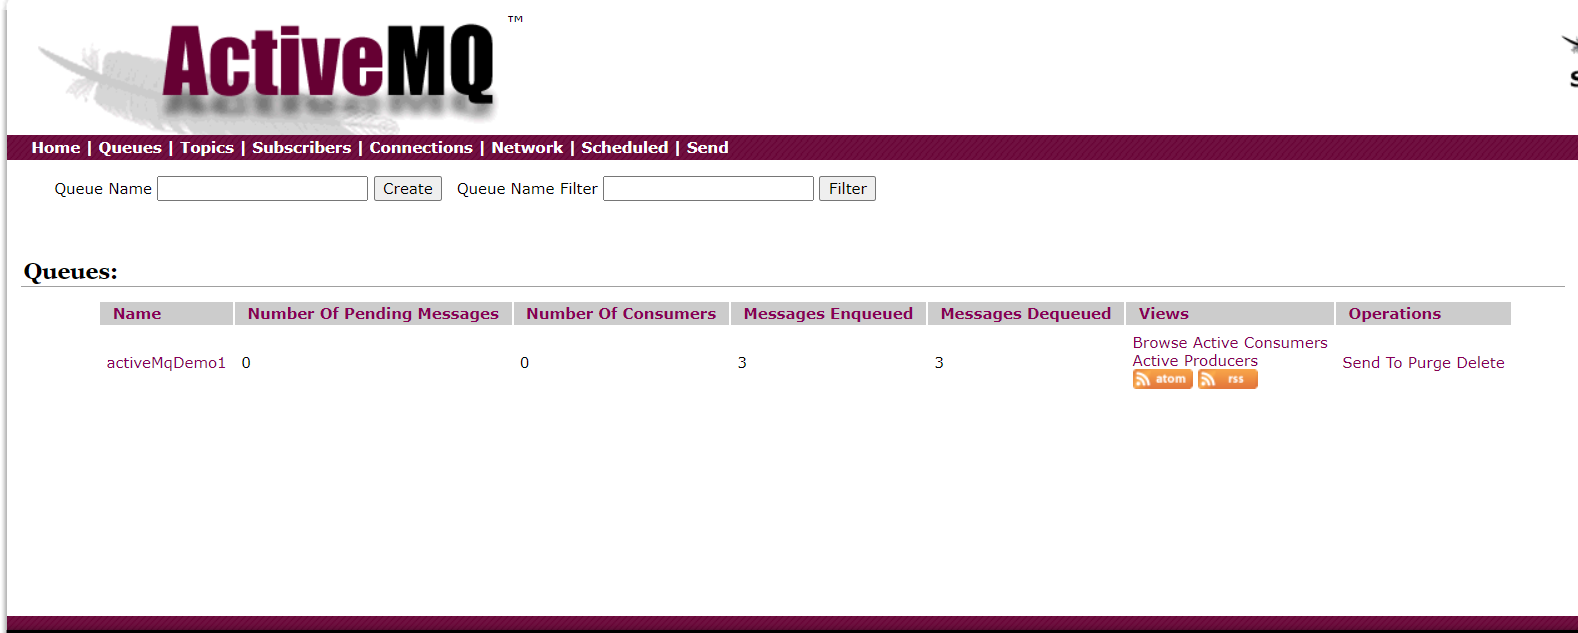 ActiveMQ ™
Home | Queues | Topics | Subscribers | Connections | Network | Scheduled | Send
Queue Name Create Queue Name Filter Filter
Queues:
Name Number Of Pending Messages Number Of Consumers Messages Enqueued Messages Dequeued Views Operations
activeMqDemo1 0 0 3 3 Browse Active Consumers
Active Producers
atom rss
Send To Purge Delete